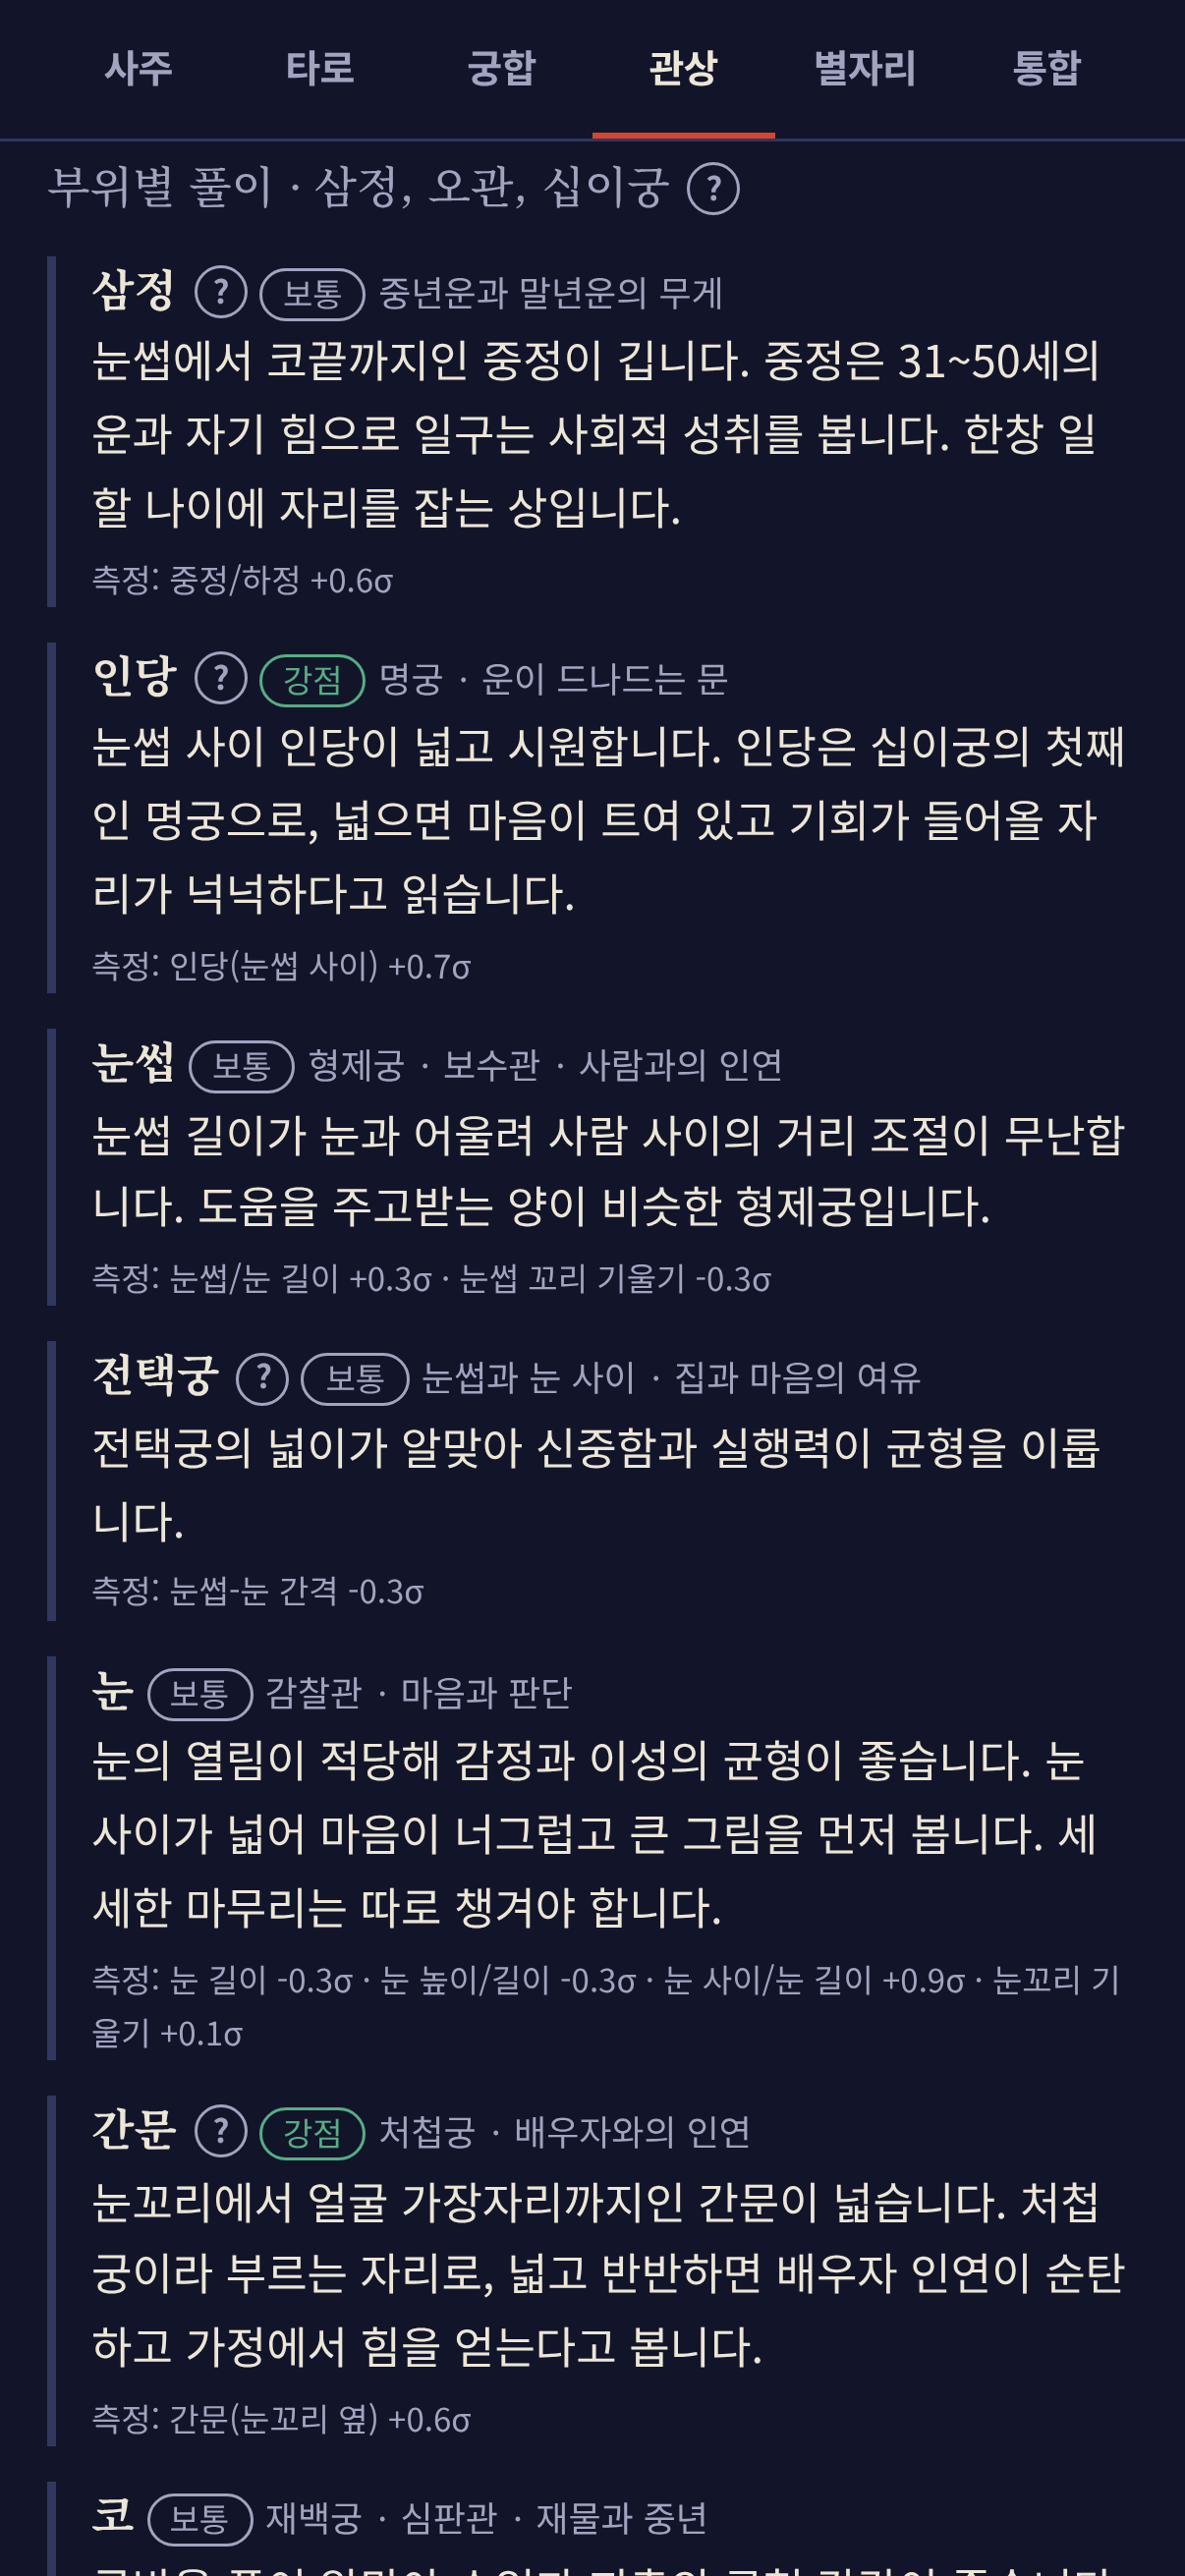 사주 타로 궁합 관상 별자리 통합
부위별 풀이 · 삼정, 오관, 십이궁 ?
삼정 ? 보통 중년운과 말년운의 무게
눈썹에서 코끝까지인 중정이 깁니다. 중정은 31~50세의
운과 자기 힘으로 일구는 사회적 성취를 봅니다. 한창 일
할 나이에 자리를 잡는 상입니다.
측정: 중정/하정 +0.6σ
인당 ? 강점 명궁 · 운이 드나드는 문
눈썹 사이 인당이 넓고 시원합니다. 인당은 십이궁의 첫째
인 명궁으로, 넓으면 마음이 트여 있고 기회가 들어올 자
리가 넉넉하다고 읽습니다.
측정: 인당(눈썹 사이) +0.7σ
눈썹 보통 형제궁 · 보수관 · 사람과의 인연
눈썹 길이가 눈과 어울려 사람 사이의 거리 조절이 무난합
니다. 도움을 주고받는 양이 비슷한 형제궁입니다.
측정: 눈썹/눈 길이 +0.3σ · 눈썹 꼬리 기울기 -0.3σ
전택궁 ? 보통 눈썹과 눈 사이 · 집과 마음의 여유
전택궁의 넓이가 알맞아 신중함과 실행력이 균형을 이룹
니다.
측정: 눈썹-눈 간격 -0.3σ
눈 보통 감찰관 · 마음과 판단
눈의 열림이 적당해 감정과 이성의 균형이 좋습니다. 눈
사이가 넓어 마음이 너그럽고 큰 그림을 먼저 봅니다. 세
세한 마무리는 따로 챙겨야 합니다.
측정: 눈 길이 -0.3σ · 눈 높이/길이 -0.3σ · 눈 사이/눈 길이 +0.9σ · 눈꼬리 기
울기 +0.1σ
간문 ? 강점 처첩궁 · 배우자와의 인연
눈꼬리에서 얼굴 가장자리까지인 간문이 넓습니다. 처첩
궁이라 부르는 자리로, 넓고 반반하면 배우자 인연이 순탄
하고 가정에서 힘을 얻는다고 봅니다.
측정: 간문(눈꼬리 옆) +0.6σ
코 보통 재백궁 · 심판관 · 재물과 중년